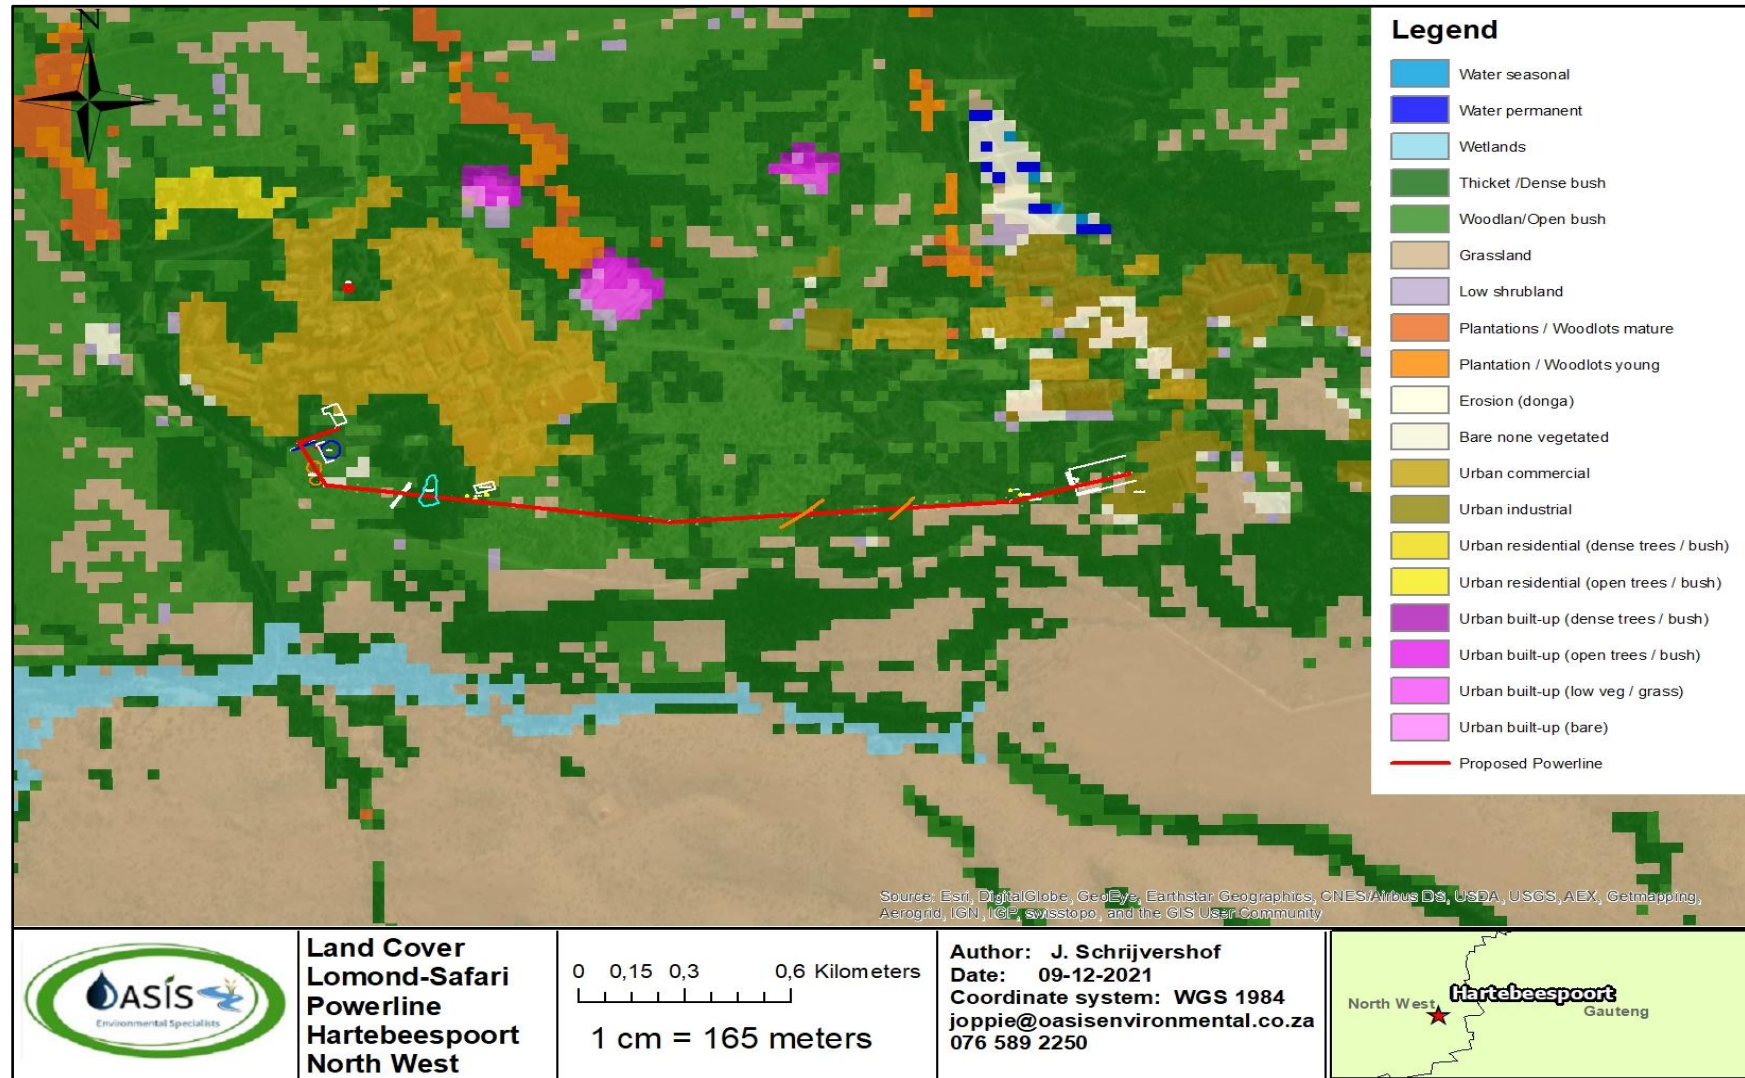 N
Legend
Water seasonal
Water permanent
Wetlands
Thicket /Dense bush
Woodlan/Open bush
Grassland
Low shrubland
Plantations / Woodlots mature
Plantation / Woodlots young
Erosion (donga)
Bare none vegetated
Urban commercial
Urban industrial
Urban residential (dense trees / bush)
Urban residential (open trees / bush)
Urban built-up (dense trees / bush)
Urban built-up (open trees / bush)
Urban built-up (low veg / grass)
Urban built-up (bare)
Proposed Powerline
Source: Esri, DigitalGlobe, GeoEye, Earthstar Geographics, CNES/Airbus DS, USDA, USGS, AEX, Getmapping,
Aerogrid, IGN, IGP, swisstopo, and the GIS User Community
OASIS
Environmental Specialists
Land Cover
Lomond-Safari
Powerline
Hartebeespoort
North West
0 0,15 0,3 0,6 Kilometers
1 cm = 165 meters
Author: J. Schrijvershof
Date: 09-12-2021
Coordinate system: WGS 1984
joppie@oasisenvironmental.co.za
076 589 2250
Hartebeespoort
North West
Gauteng